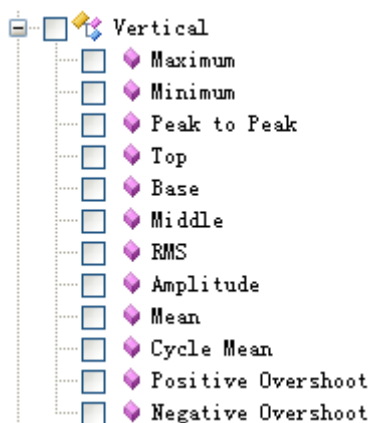 Vertical
Maximum
Minimum
Peak to Peak
Top
Base
Middle
RMS
Amplitude
Mean
Cycle Mean
Positive Overshoot
Negative Overshoot